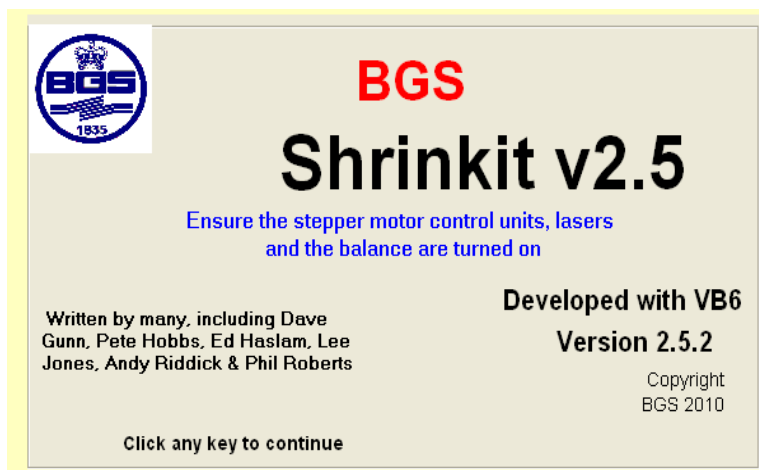 BGS
1835
BGS
Shrinkit v2.5
Ensure the stepper motor control units, lasers
and the balance are turned on
Written by many, including Dave
Gunn, Pete Hobbs, Ed Haslam, Lee
Jones, Andy Riddick & Phil Roberts
Developed with VB6
Version 2.5.2
Copyright
BGS 2010
Click any key to continue